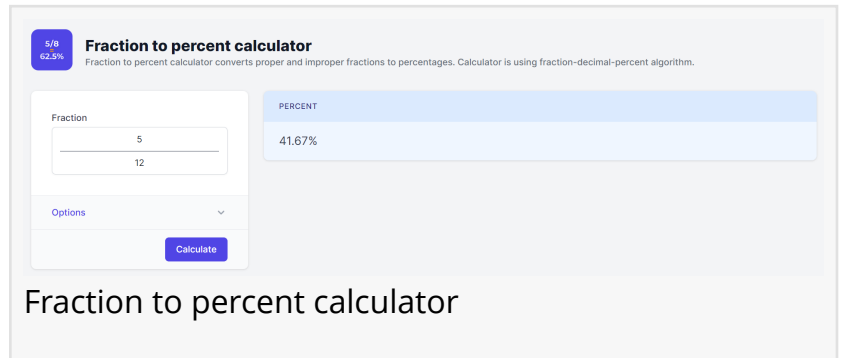 5/8
=
62.5%
Fraction to percent calculator
Fraction to percent calculator converts proper and improper fractions to percentages. Calculator is using fraction-decimal-percent algorithm.
Fraction
5
12
Options
Calculate
PERCENT
41.67%
Fraction to percent calculator